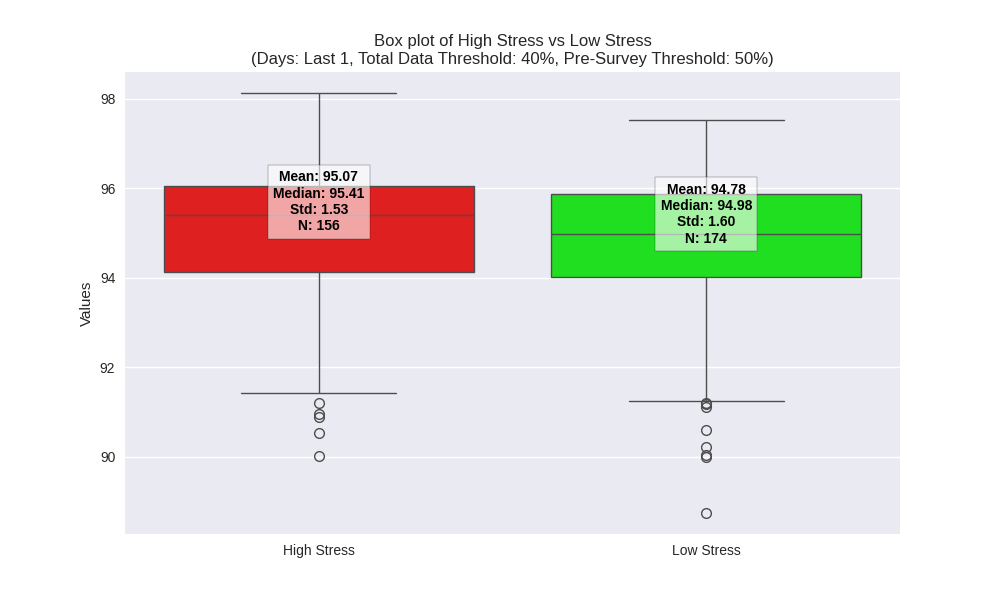 Box plot of High Stress vs Low Stress
(Days: Last 1, Total Data Threshold: 40%, Pre-Survey Threshold: 50%)
98
96
94
92
90
Values
Mean: 95.07
Median: 95.41
Std: 1.53
N: 156
Mean: 94.78
Median: 94.98
Std: 1.60
N: 174
High Stress
Low Stress